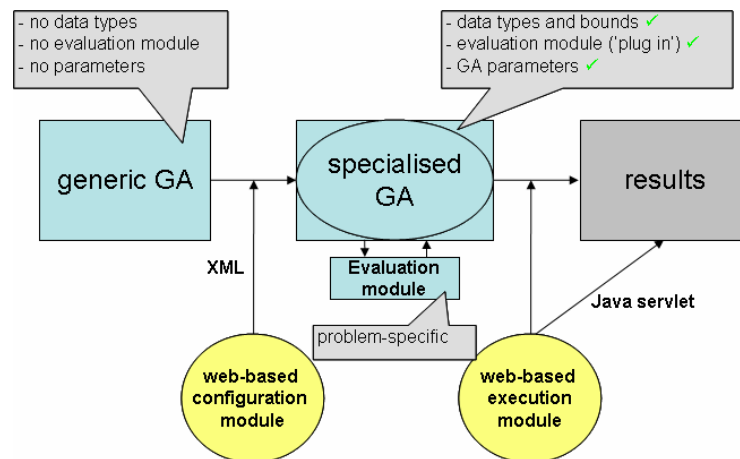 - no data types
- no evaluation module
- no parameters
- data types and bounds ✓
- evaluation module ('plug in') ✓
- GA parameters ✓
generic GA
specialised
GA
results
XML
Evaluation
module
Java servlet
problem-specific
web-based
configuration
module
web-based
execution
module